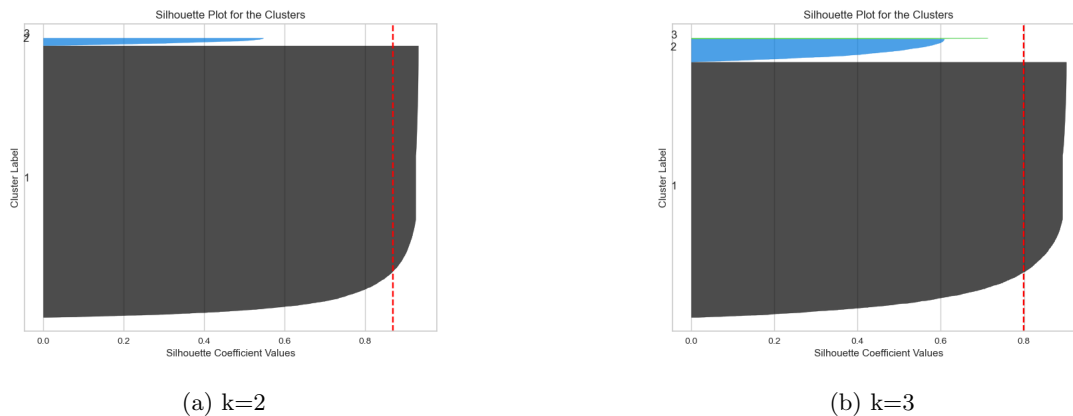 Silhouette Plot for the Clusters
3
2
1
Cluster Label
0.0 0.2 0.4 0.6 0.8
Silhouette Coefficient Values
(a) k=2
Silhouette Plot for the Clusters
3
2
1
Cluster Label
0.0 0.2 0.4 0.6 0.8
Silhouette Coefficient Values
(b) k=3